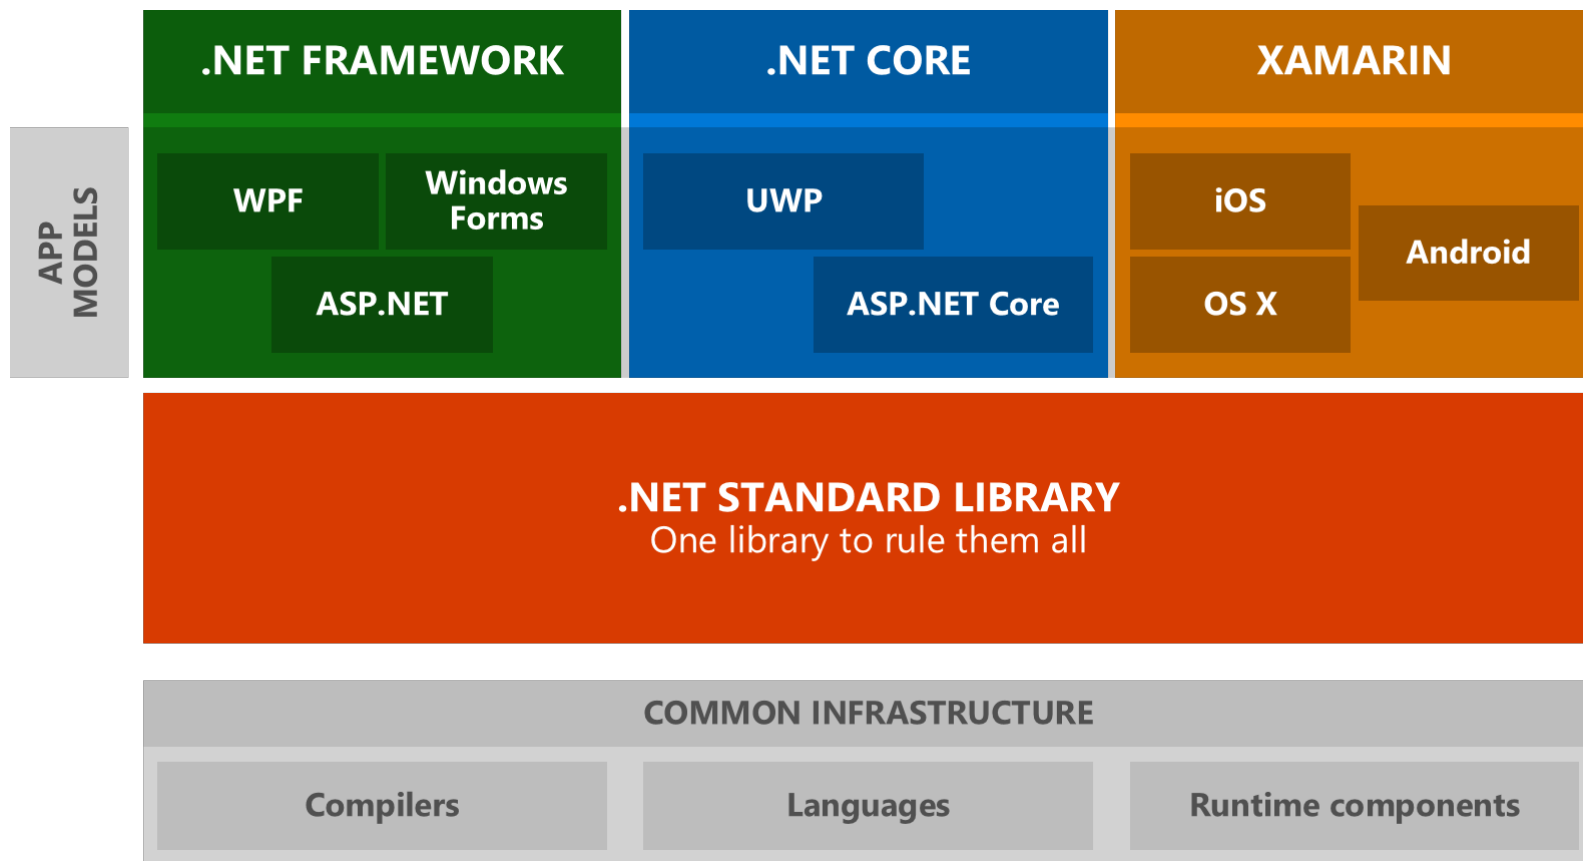 .NET FRAMEWORK
.NET CORE
XAMARIN
APP
MODELS
WPF
Windows
Forms
ASP.NET
UWP
ASP.NET Core
iOS
Android
OS X
.NET STANDARD LIBRARY
One library to rule them all
COMMON INFRASTRUCTURE
Compilers
Languages
Runtime components